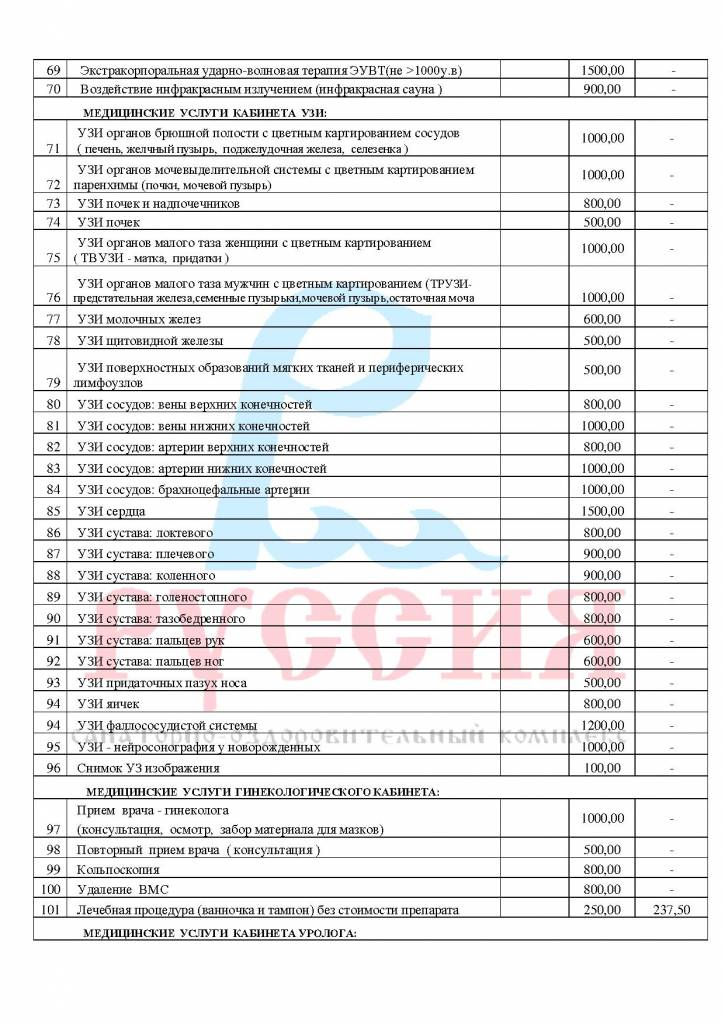 69 Экстракорпоральная ударно-волновая терапия ЭУВТ(не >1000у.в) 1500,00 -
70 Воздействие инфракрасным излучением (инфракрасная сауна ) 900,00 -
МЕДИЦИНСКИЕ УСЛУГИ КАБИНЕТА УЗИ:
УЗИ органов брюшной полости с цветным картированием сосудов
71 ( печень, желчный пузырь, поджелудочная железа, селезенка ) 1000,00 -
УЗИ органов мочевыделительной системы с цветным картированием
72 паренхимы (почки, мочевой пузырь) 1000,00 -
73 УЗИ почек и надпочечников 800,00 -
74 УЗИ почек 500,00 -
УЗИ органов малого таза женщини с цветным картированием
75 ( ТВУЗИ - матка, придатки ) 1000,00 -
УЗИ органов малого таза мужчин с цветным картированием (ТРУЗИ-
76 предстательная железа,семенные пузырьки,мочевой пузырь,остаточная моча 1000,00 -
77 УЗИ молочных желез 600,00 -
78 УЗИ щитовидной железы 500,00 -
УЗИ поверхностных образований мягких тканей и периферических
79 лимфоузлов 500,00 -
80 УЗИ сосудов: вены верхних конечностей 800,00 -
81 УЗИ сосудов: вены нижних конечностей 1000,00 -
82 УЗИ сосудов: артерии верхних конечностей 800,00 -
83 УЗИ сосудов: артерии нижних конечностей 1000,00 -
84 УЗИ сосудов: брахиоцефальные артерии 1000,00 -
85 УЗИ сердца 1500,00 -
86 УЗИ сустава: локтевого 800,00 -
87 УЗИ сустава: плечевого 900,00 -
88 УЗИ сустава: коленного 900,00 -
89 УЗИ сустава: голеностопного 800,00 -
90 УЗИ сустава: тазобедренного 800,00 -
РУССИЯ
91 УЗИ сустава: пальцев рук 600,00 -
92 УЗИ сустава: пальцев ног 600,00 -
93 УЗИ придаточных пазух носа 500,00 -
94 УЗИ яичек 800,00 -
94 УЗИ фаллососудистой системы 1200,00 -
санаторно-оздоровительный комплекс
95 УЗИ - нейросонография у новорожденных 1000,00 -
96 Снимок УЗ изображения 100,00 -
МЕДИЦИНСКИЕ УСЛУГИ ГИНЕКОЛОГИЧЕСКОГО КАБИНЕТА:
Прием врача - гинеколога
97 (консультация, осмотр, забор материала для мазков) 1000,00 -
98 Повторный прием врача ( консультация ) 500,00 -
99 Кольпоскопия 800,00 -
100 Удаление ВМС 800,00 -
101 Лечебная процедура (ванночка и тампон) без стоимости препарата 250,00 237,50
МЕДИЦИНСКИЕ УСЛУГИ КАБИНЕТА УРОЛОГА: